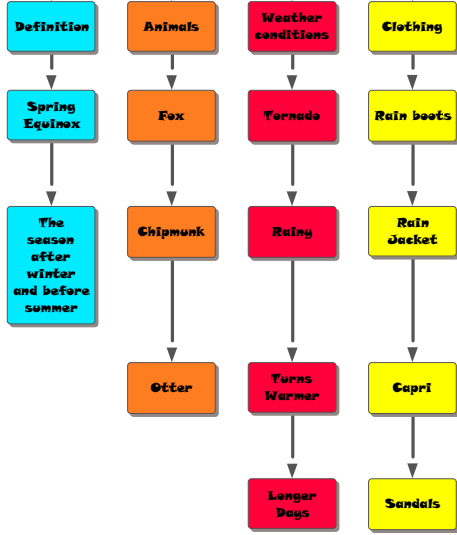 Definition
Animals
Weather
conditions
Clothing
Spring
Equinox
Fox
Tornado
Rain boots
The
season
after
winter
and before
summer
Chipmunk
Rainy
Rain
Jacket
Otter
Turns
Warmer
Capri
Longer
Days
Sandals